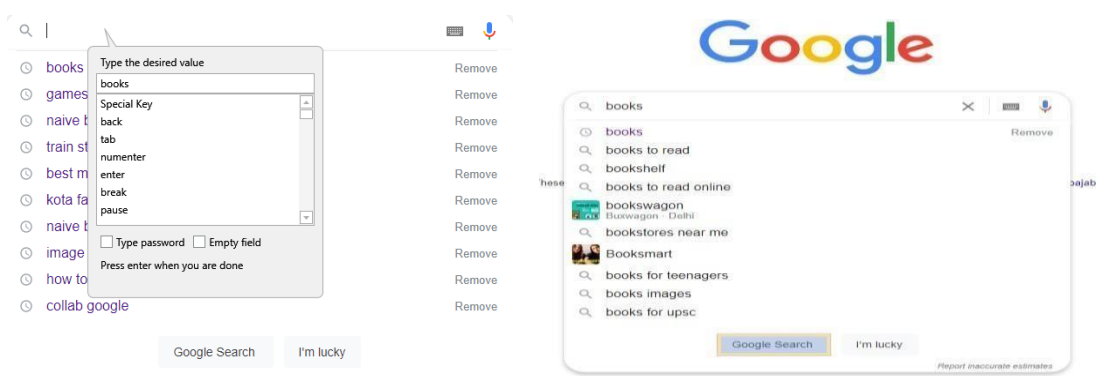 books
Remove
games
Remove
naive b
Remove
train st
Remove
best m
Remove
kota fa
Remove
naive b
Remove
image
Remove
how to
Remove
collab google
Remove
Type the desired value
books
Special Key
back
tab
numenter
enter
break
pause
Type password
Empty field
Press enter when you are done
Google Search
I'm lucky
Google
books
books
Remove
books to read
bookshelf
books to read online
bookswagon
Buxwagon - Delhi
bookstores near me
Booksmart
books for teenagers
books images
books for upsc
hese
bajab
Google Search
I'm lucky
Report inaccurate estimates